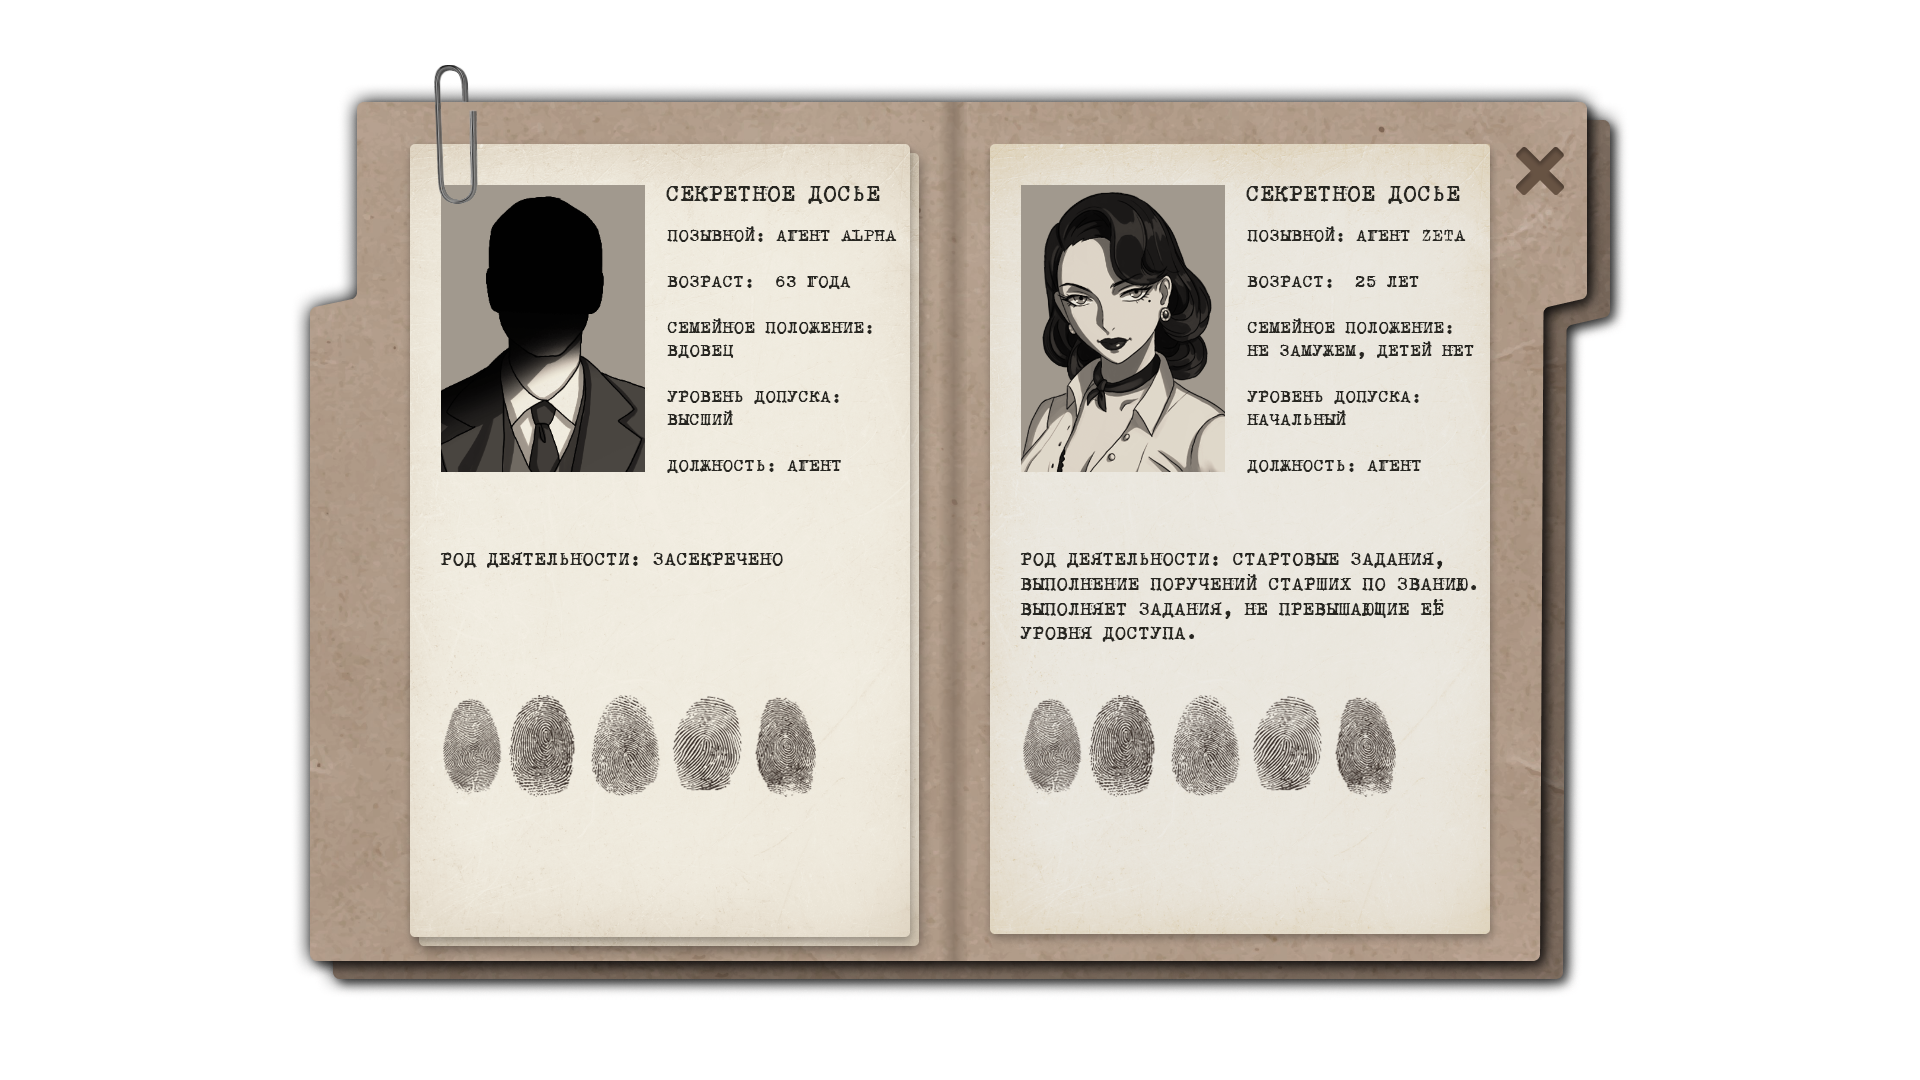 СЕКРЕТНОЕ ДОСЬЕ
ПОЗЫВНОЙ: АГЕНТ ALPHA
ВОЗРАСТ: 63 ГОДА
СЕМЕЙНОЕ ПОЛОЖЕНИЕ:
ВДОВЕЦ
УРОВЕНЬ ДОПУСКА:
ВЫСШИЙ
ДОЛЖНОСТЬ: АГЕНТ
РОД ДЕЯТЕЛЬНОСТИ: ЗАСЕКРЕЧЕНО
СЕКРЕТНОЕ ДОСЬЕ
ПОЗЫВНОЙ: АГЕНТ ZETA
ВОЗРАСТ: 25 ЛЕТ
СЕМЕЙНОЕ ПОЛОЖЕНИЕ:
НЕ ЗАМУЖЕМ, ДЕТЕЙ НЕТ
УРОВЕНЬ ДОПУСКА:
НАЧАЛЬНЫЙ
ДОЛЖНОСТЬ: АГЕНТ
РОД ДЕЯТЕЛЬНОСТИ: СТАРТОВЫЕ ЗАДАНИЯ,
ВЫПОЛНЕНИЕ ПОРУЧЕНИЙ СТАРШИХ ПО ЗВАНИЮ.
ВЫПОЛНЯЕТ ЗАДАНИЯ, НЕ ПРЕВЫШАЮЩИЕ ЕЁ
УРОВНЯ ДОСТУПА.